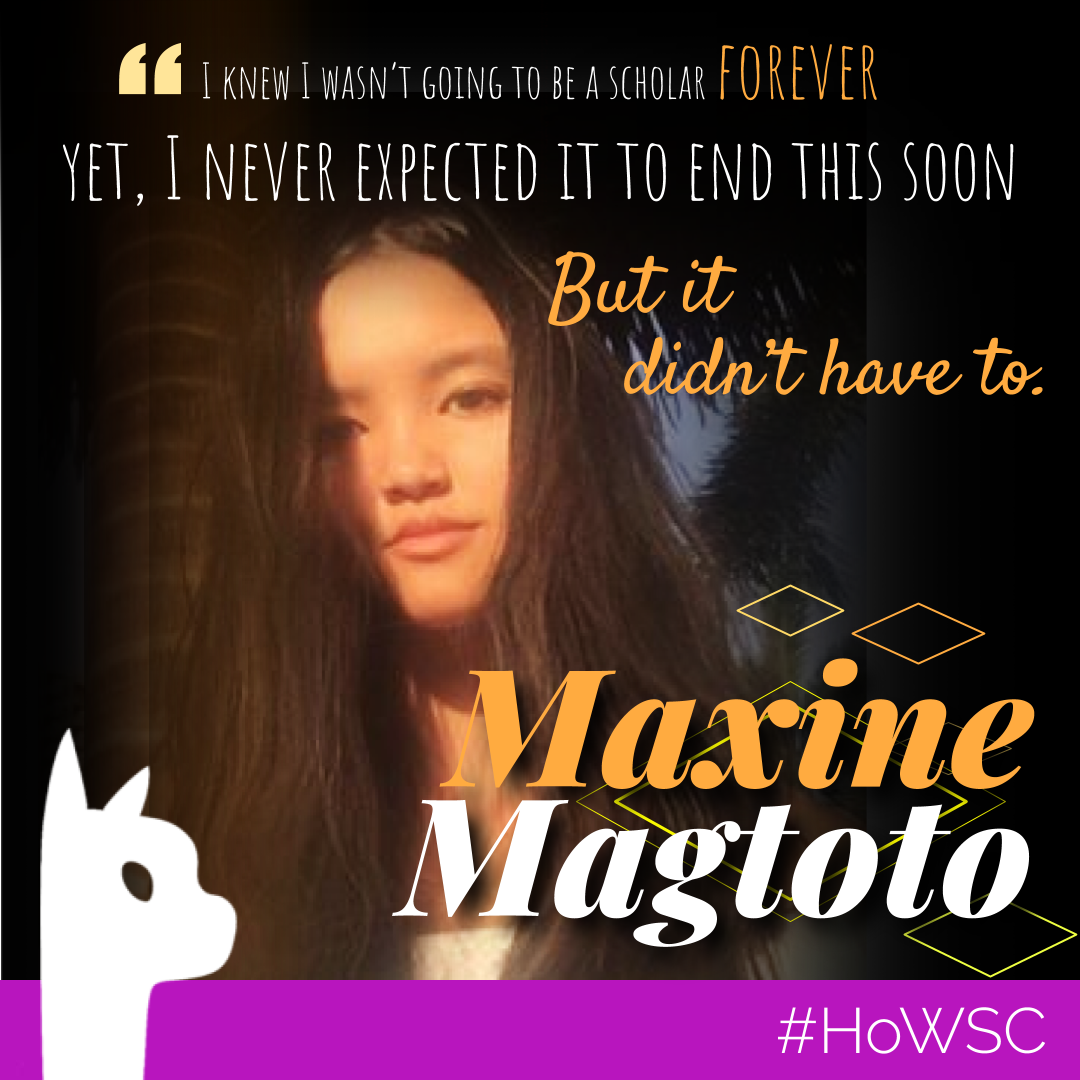 “ I KNEW I WASN’T GOING TO BE A SCHOLAR FOREVER
YET, I NEVER EXPECTED IT TO END THIS SOON
But it
didn’t have to.
Maxine
Magtoto
#HoWSC